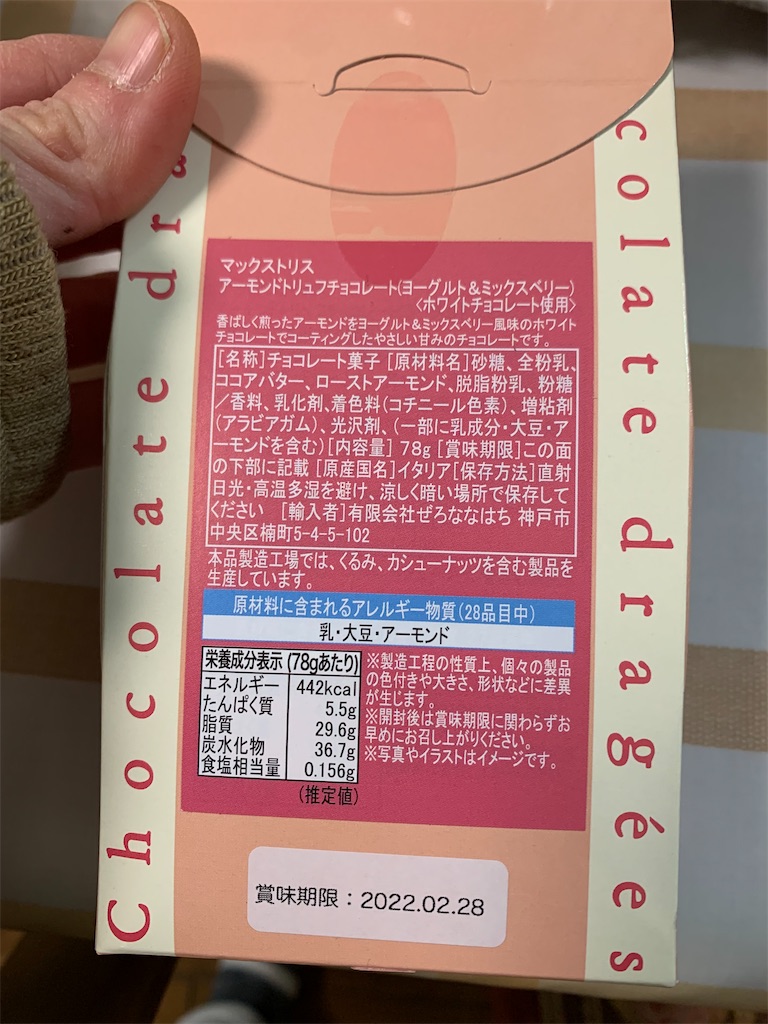 Chocolate dra
colate dragées
マックストリス
アーモンドトリュフチョコレート(ヨーグルト&ミックスベリー)
<ホワイトチョコレート使用>
香ばしく煎ったアーモンドをヨーグルト&ミックスベリー風味のホワイト
チョコレートでコーティングしたやさしい甘みのチョコレートです。
[名称]チョコレート菓子 [原材料名]砂糖、全粉乳、
ココアバター、ローストアーモンド、脱脂粉乳、粉糖
/香料、乳化剤、着色料(コチニール色素)、増粘剤
(アラビアガム)、光沢剤、(一部に乳成分・大豆・ア
ーモンドを含む)[内容量] 78g [賞味期限]この面
の下部に記載 [原産国名]イタリア[保存方法]直射
日光・高温多湿を避け、涼しく暗い場所で保存して
ください [輸入者]有限会社ぜろななはち 神戸市
中央区楠町5-4-5-102
本品製造工場では、くるみ、カシューナッツを含む製品を
生産しています。
原材料に含まれるアレルギー物質(28品目中)
乳・大豆・アーモンド
栄養成分表示(78gあたり)
エネルギー 442kcal
たんぱく質 5.5g
脂質 29.6g
炭水化物 36.7g
食塩相当量 0.156g
(推定値)
※製造工程の性質上、個々の製品
の色付きや大きさ、形状などに差異
が生じます。
※開封後は賞味期限に関わらずお
早めにお召し上がりください。
※写真やイラストはイメージです。
賞味期限:2022.02.28